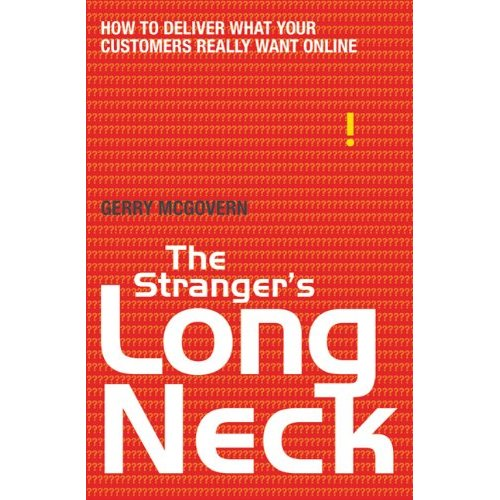 HOW TO DELIVER WHAT YOUR
CUSTOMERS REALLY WANT ONLINE
!
GERRY MCGOVERN
The
Stranger's
Long
Neck